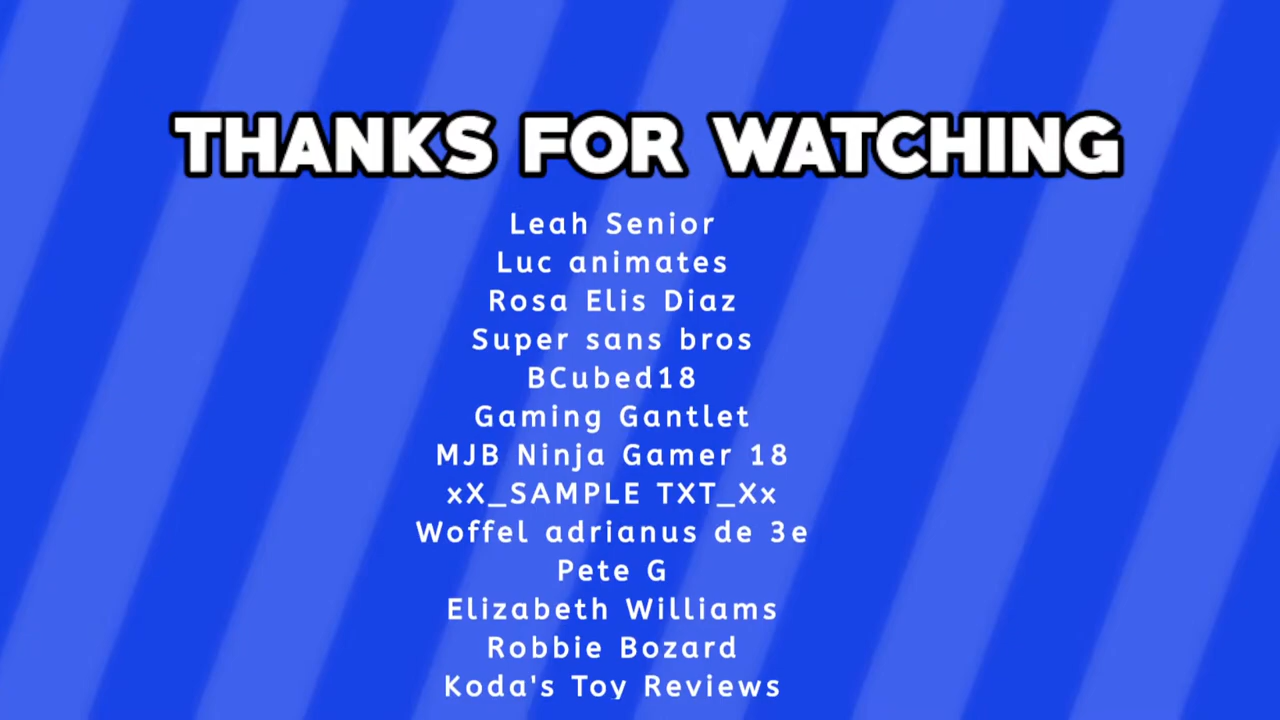 THANKS FOR WATCHING
Leah Senior
Luc animates
Rosa Elis Diaz
Super sans bros
BCubed18
Gaming Gantlet
MJB Ninja Gamer 18
xX_SAMPLE TXT_Xx
Woffel adrianus de 3e
Pete G
Elizabeth Williams
Robbie Bozard
Koda's Toy Reviews